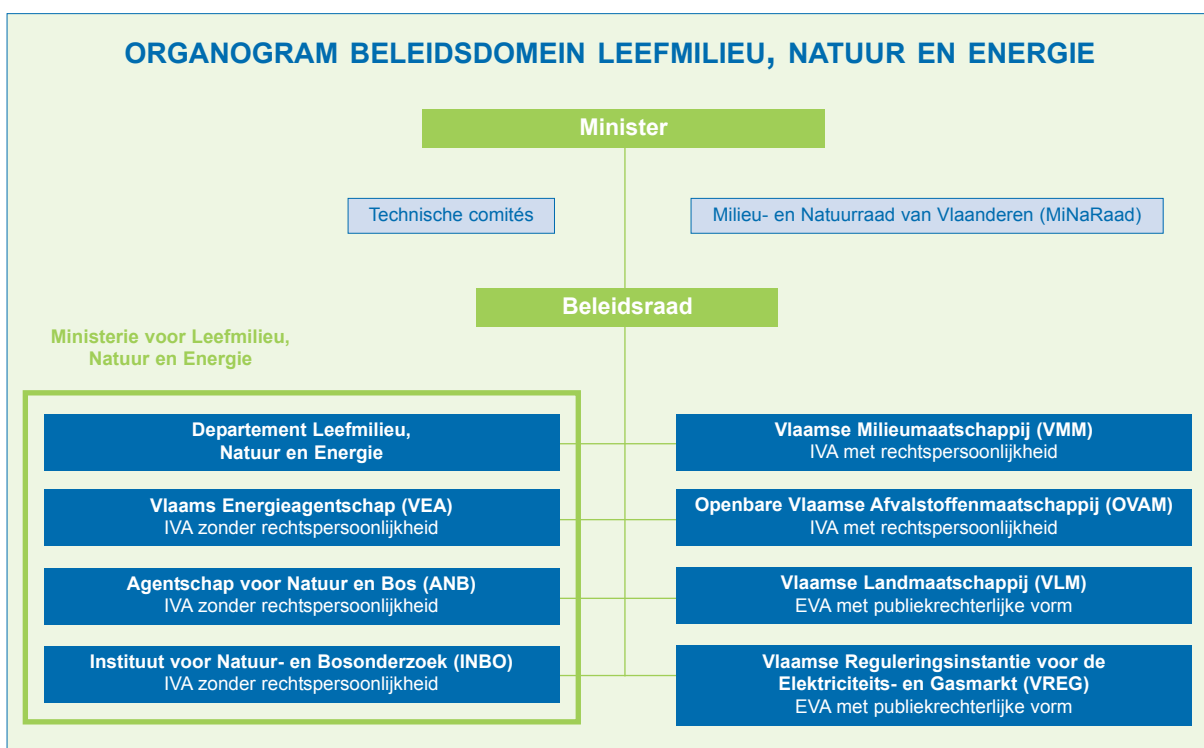 ORGANOGRAM BELEIDSDOMEIN LEEFMILIEU, NATUUR EN ENERGIE
Minister
Technische comités
Milieu- en Natuurraad van Vlaanderen (MiNaRaad)
Beleidsraad
Ministerie voor Leefmilieu,
Natuur en Energie
Departement Leefmilieu,
Natuur en Energie
Vlaams Energieagentschap (VEA)
IVA zonder rechtspersoonlijkheid
Agentschap voor Natuur en Bos (ANB)
IVA zonder rechtspersoonlijkheid
Instituut voor Natuur- en Bosonderzoek (INBO)
IVA zonder rechtspersoonlijkheid
Vlaamse Milieumaatschappij (VMM)
IVA met rechtspersoonlijkheid
Openbare Vlaamse Afvalstoffenmaatschappij (OVAM)
IVA met rechtspersoonlijkheid
Vlaamse Landmaatschappij (VLM)
EVA met publiekrechterlijke vorm
Vlaamse Reguleringsinstantie voor de
Elektriciteits- en Gasmarkt (VREG)
EVA met publiekrechterlijke vorm